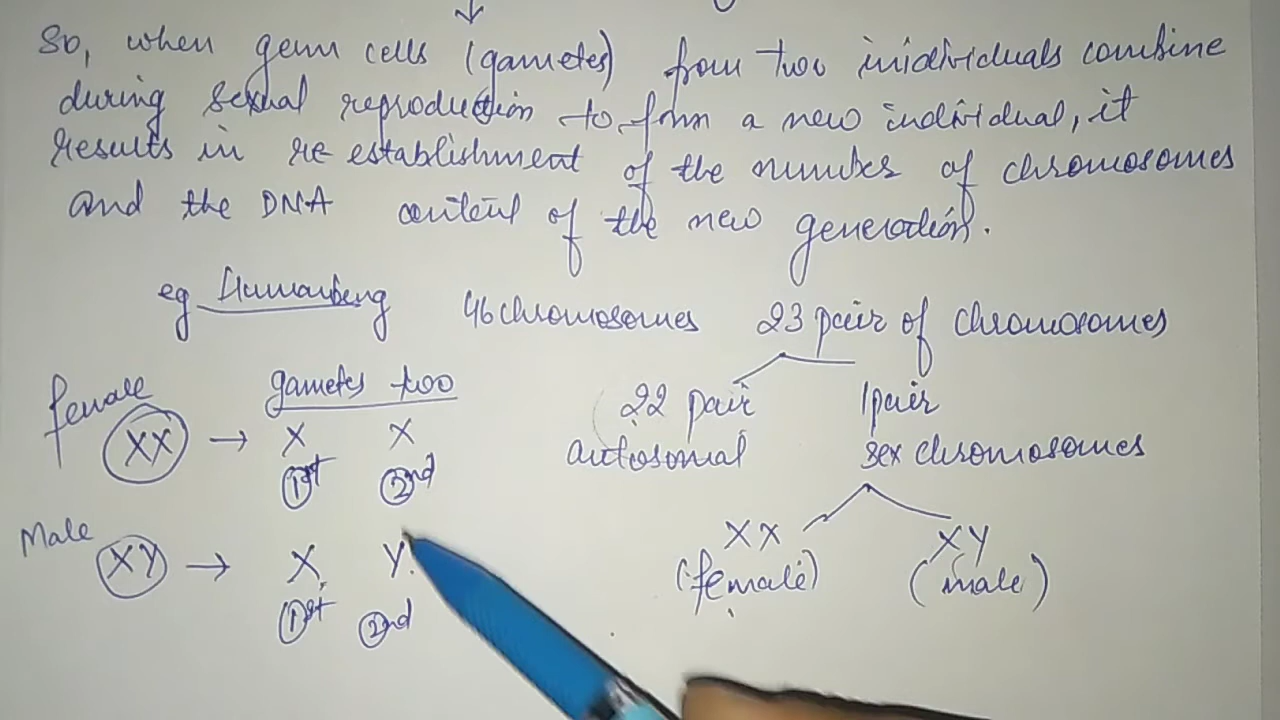 So, when germ cells (gametes) from two inidividuals combine
during sexual reproduction to form a new individual, it
results in re establishment of the number of chromosomes
and the DNA content of the new generation.
eg Humanbeng 46 chromosomes 23 pair of chromosomes
female gametes two 22 pair 1 pair
XX → X X autosomal sex chromosomes
1st 2nd
Male XX XY
XY → X Y (female) (male)
1st 2nd